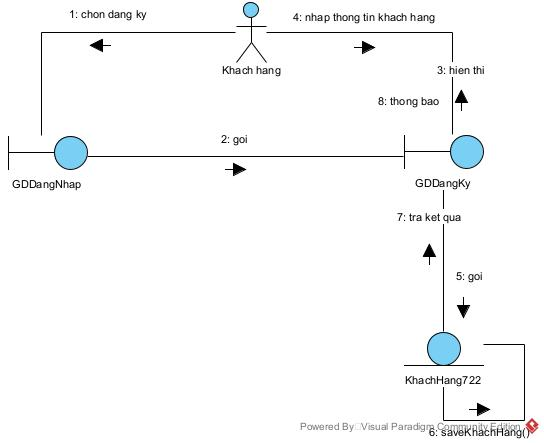 1: chon dang ky
4: nhap thong tin khach hang
Khach hang
3: hien thi
8: thong bao
2: goi
GDDangNhap
GDDangKy
7: tra ket qua
5: goi
KhachHang722
Powered By Visual Paradigm Community Edition
6: saveKhachHang()